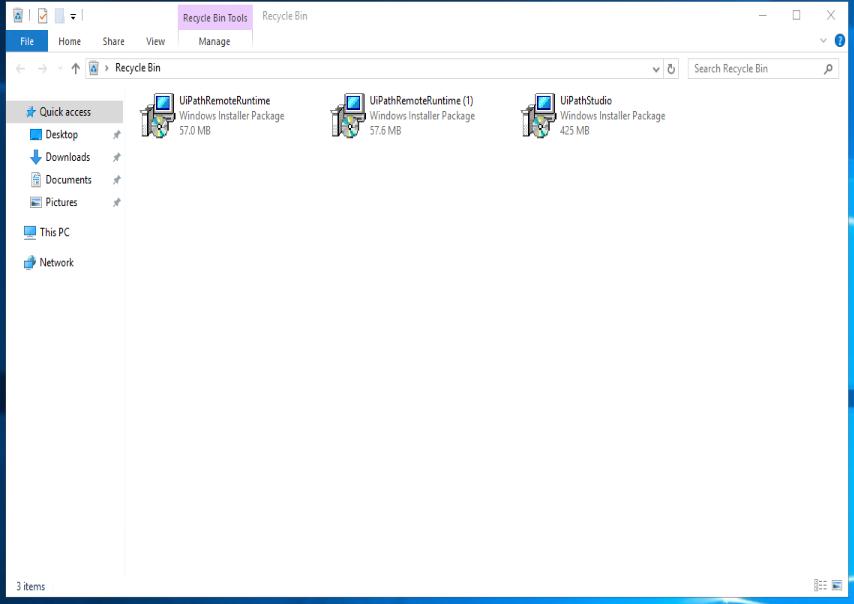 Recycle Bin Tools Recycle Bin
File Home Share View Manage
Recycle Bin Search Recycle Bin
Quick access
Desktop
Downloads
Documents
Pictures
This PC
Network
UiPathRemoteRuntime
Windows Installer Package
57.0 MB
UiPathRemoteRuntime (1)
Windows Installer Package
57.6 MB
UiPathStudio
Windows Installer Package
425 MB
3 items